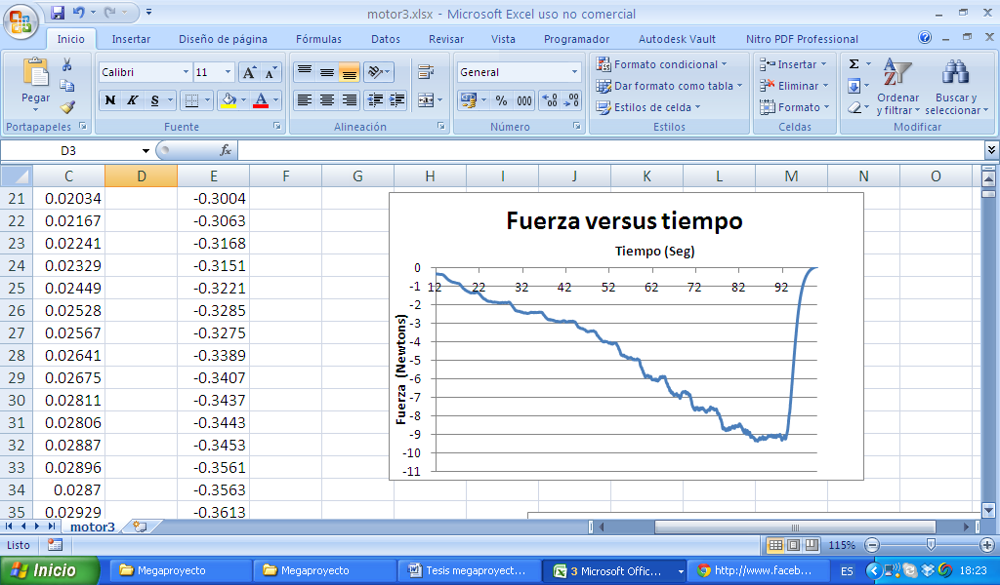 motor3.xlsx - Microsoft Excel uso no comercial
Inicio Insertar Diseño de página Fórmulas Datos Revisar Vista Programador Autodesk Vault Nitro PDF Professional
Pegar
Calibri 11
N K S
General
% 000
Formato condicional
Dar formato como tabla
Estilos de celda
Insertar
Eliminar
Formato
Σ
Ordenar y filtrar
Buscar y seleccionar
Portapapeles Fuente Alineación Número Estilos Celdas Modificar
D3 fx
C D E F G H I J K L M N O
21 0.02034 -0.3004
22 0.02167 -0.3063
23 0.02241 -0.3168
24 0.02329 -0.3151
25 0.02449 -0.3221
26 0.02528 -0.3285
27 0.02567 -0.3275
28 0.02641 -0.3389
29 0.02675 -0.3407
30 0.02811 -0.3437
31 0.02806 -0.3443
32 0.02887 -0.3453
33 0.02896 -0.3561
34 0.0287 -0.3563
35 0.02929 -0.3613
Fuerza versus tiempo
Tiempo (Seg)
Fuerza (Newtons)
0
-1
-2
-3
-4
-5
-6
-7
-8
-9
-10
-11
12 22 32 42 52 62 72 82 92
motor3
Listo 115%
Inicio Megaproyecto Megaproyecto Tesis megaproyect... 3 Microsoft Offic... http://www.faceb... ES 18:23